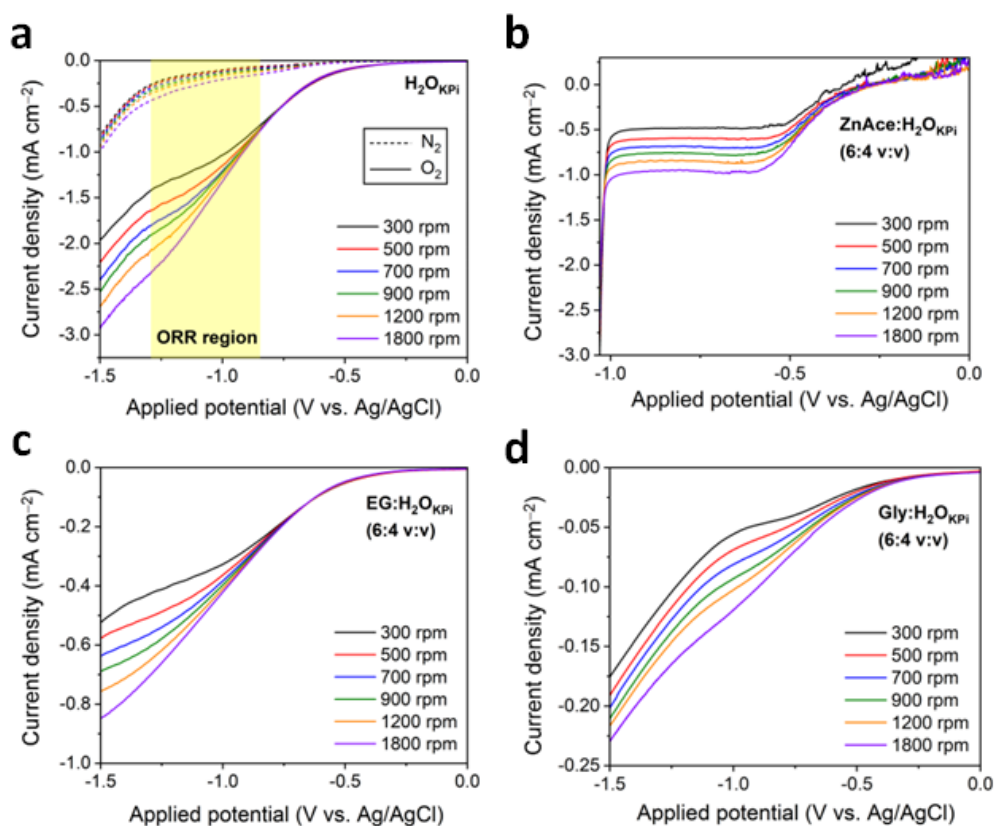 a
0.0
-0.5
-1.0
-1.5
-2.0
-2.5
-3.0
Current density (mA cm⁻²)
H₂O_KPi
N₂
O₂
300 rpm
500 rpm
700 rpm
900 rpm
1200 rpm
1800 rpm
ORR region
-1.5 -1.0 -0.5 0.0
Applied potential (V vs. Ag/AgCl)
b
0.0
-0.5
-1.0
-1.5
-2.0
-2.5
-3.0
Current density (mA cm⁻²)
ZnAce:H₂O_KPi
(6:4 v:v)
300 rpm
500 rpm
700 rpm
900 rpm
1200 rpm
1800 rpm
-1.0 -0.5 0.0
Applied potential (V vs. Ag/AgCl)
c
0.0
-0.2
-0.4
-0.6
-0.8
-1.0
Current density (mA cm⁻²)
EG:H₂O_KPi
(6:4 v:v)
300 rpm
500 rpm
700 rpm
900 rpm
1200 rpm
1800 rpm
-1.5 -1.0 -0.5 0.0
Applied potential (V vs. Ag/AgCl)
d
0.00
-0.05
-0.10
-0.15
-0.20
-0.25
Current density (mA cm⁻²)
Gly:H₂O_KPi
(6:4 v:v)
300 rpm
500 rpm
700 rpm
900 rpm
1200 rpm
1800 rpm
-1.5 -1.0 -0.5 0.0
Applied potential (V vs. Ag/AgCl)